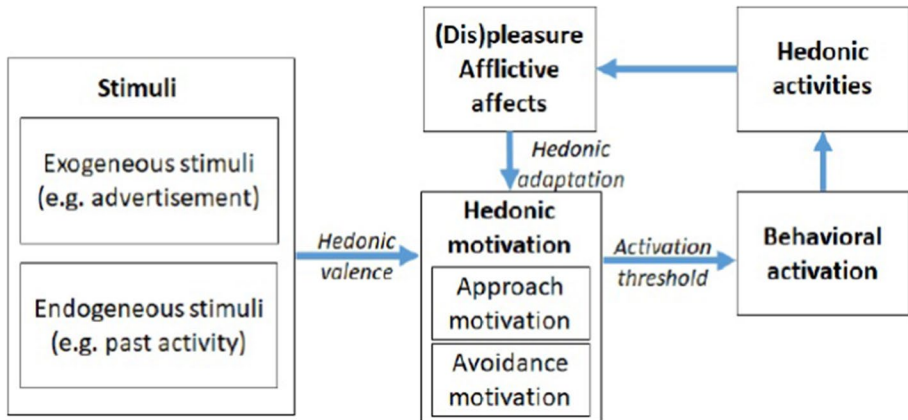 Stimuli
Exogeneous stimuli
(e.g. advertisement)
Endogeneous stimuli
(e.g. past activity)
Hedonic
valence
(Dis)pleasure
Afflictive
affects
Hedonic
adaptation
Hedonic
motivation
Approach
motivation
Avoidance
motivation
Activation
threshold
Behavioral
activation
Hedonic
activities